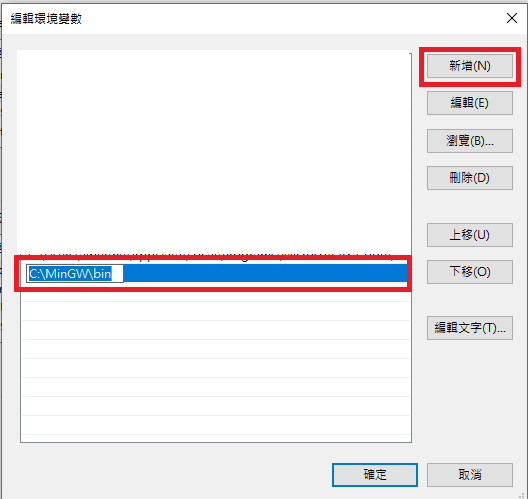 編輯環境變數
新增(N)
編輯(E)
瀏覽(B)...
刪除(D)
上移(U)
C:\MinGW\bin
下移(O)
編輯文字(T)...
確定
取消